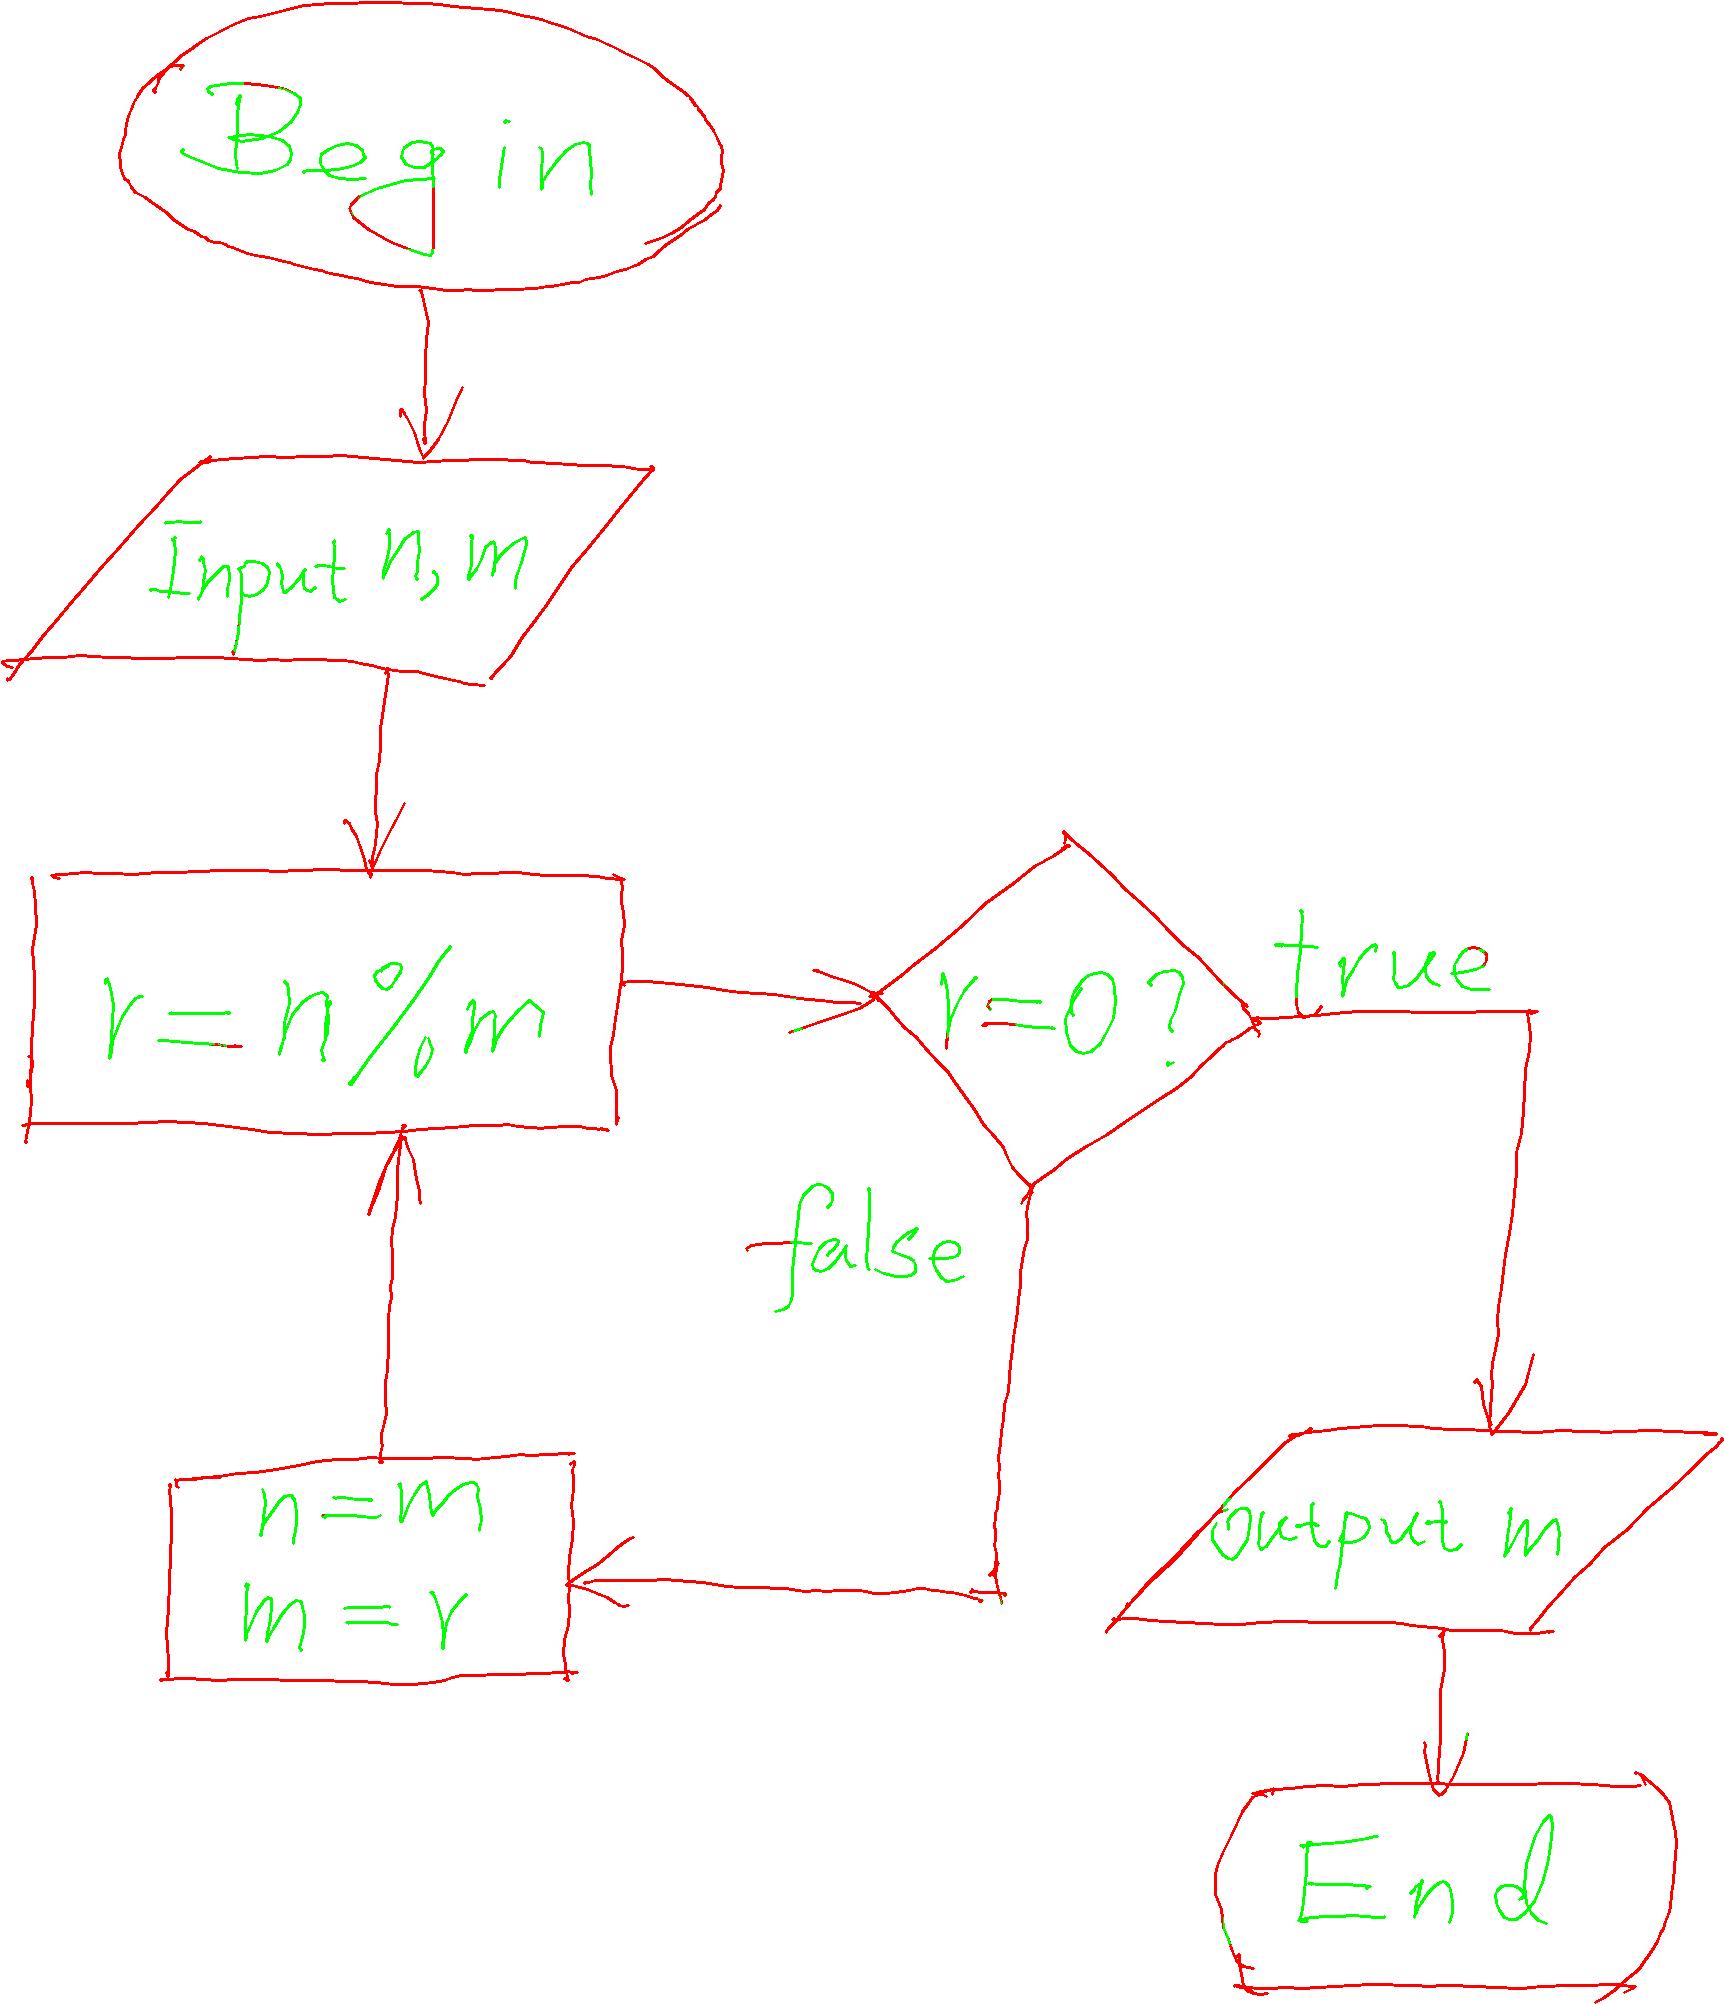 Begin
Input n, m
r=n%m
r=0?
true
false
n=m
m=r
output m
End